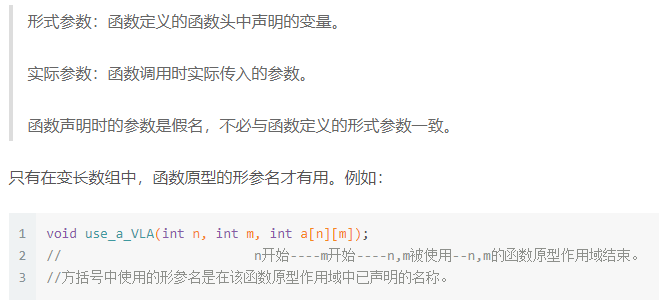 形式参数：函数定义的函数头中声明的变量。
实际参数：函数调用时实际传入的参数。
函数声明时的参数是假名，不必与函数定义的形式参数一致。
只有在变长数组中，函数原型的形参名才有用。例如：
1 void use_a_VLA(int n, int m, int a[n][m]);
2 //                         n开始----m开始----n,m被使用--n,m的函数原型作用域结束。
3 //方括号中使用的形参名是在该函数原型作用域中已声明的名称。